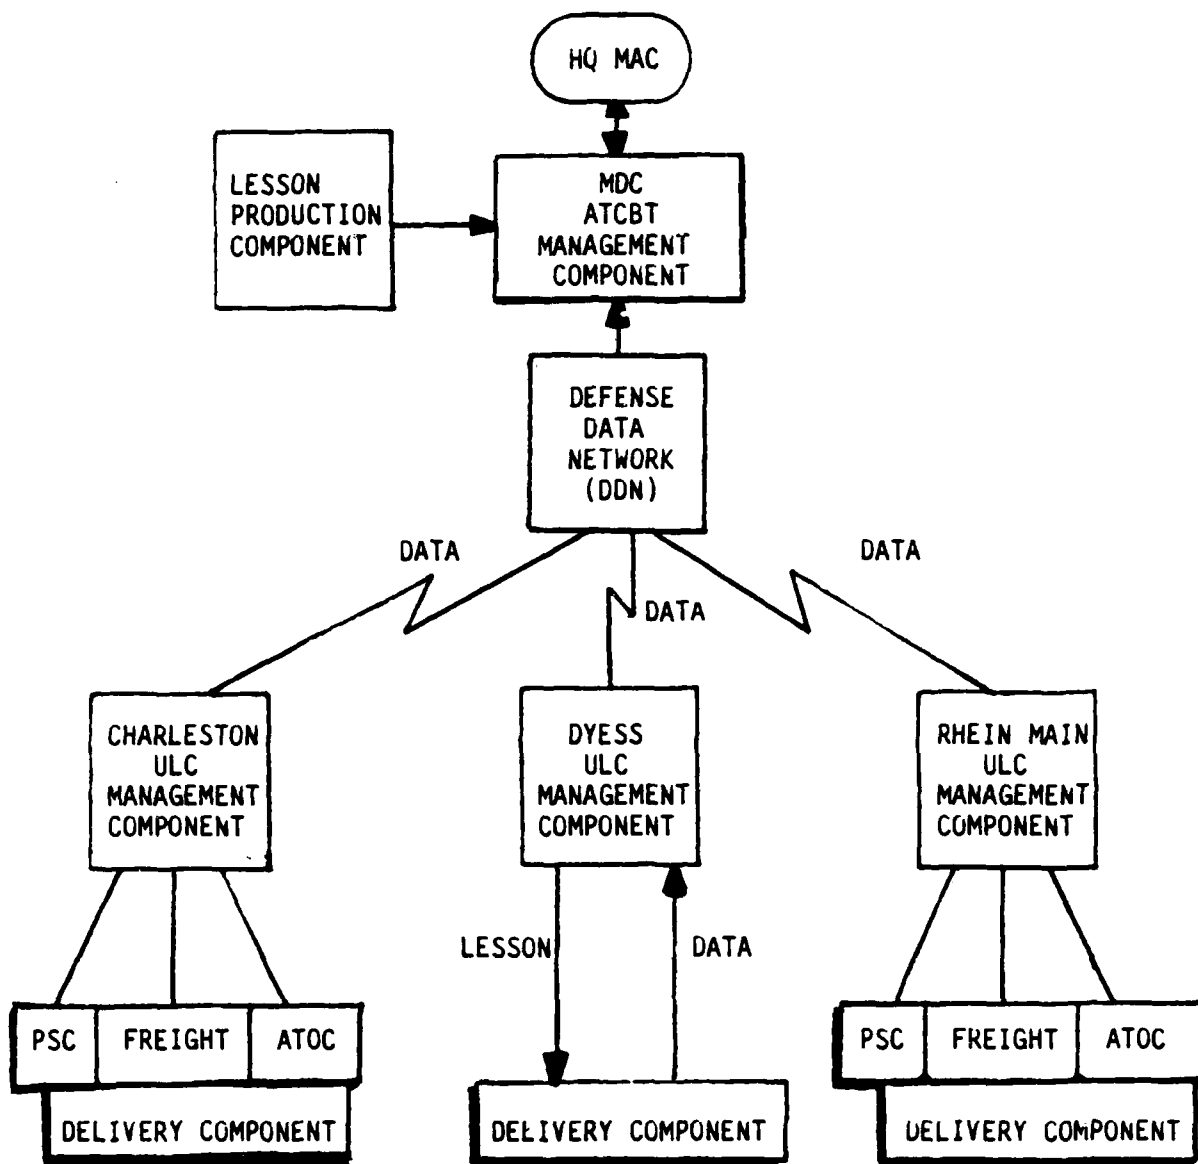 HQ MAC
LESSON
PRODUCTION
COMPONENT
MDC
ATCBT
MANAGEMENT
COMPONENT
DEFENSE
DATA
NETWORK
(DDN)
DATA
DATA
DATA
CHARLESTON
ULC
MANAGEMENT
COMPONENT
DYESS
ULC
MANAGEMENT
COMPONENT
RHEIN MAIN
ULC
MANAGEMENT
COMPONENT
LESSON
DATA
PSC
FREIGHT
ATOC
DELIVERY COMPONENT
DELIVERY COMPONENT
PSC
FREIGHT
ATOC
DELIVERY COMPONENT